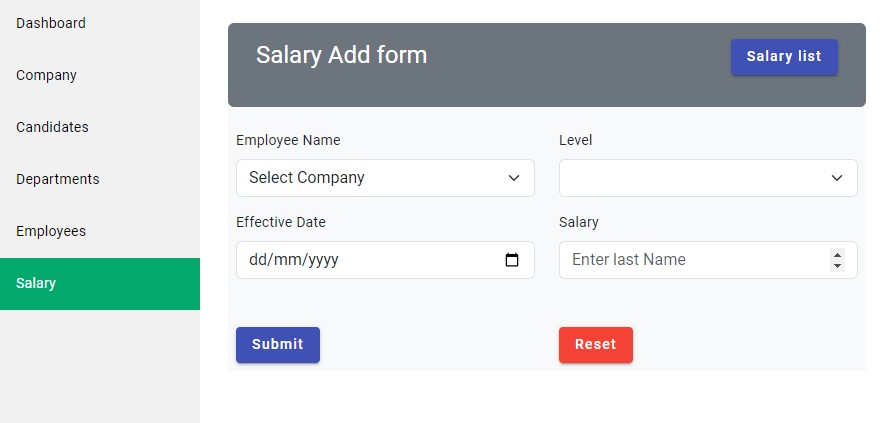 Dashboard
Company
Candidates
Departments
Employees
Salary
Salary Add form
Salary list
Employee Name
Level
Select Company
Effective Date
Salary
dd/mm/yyyy
Enter last Name
Submit
Reset